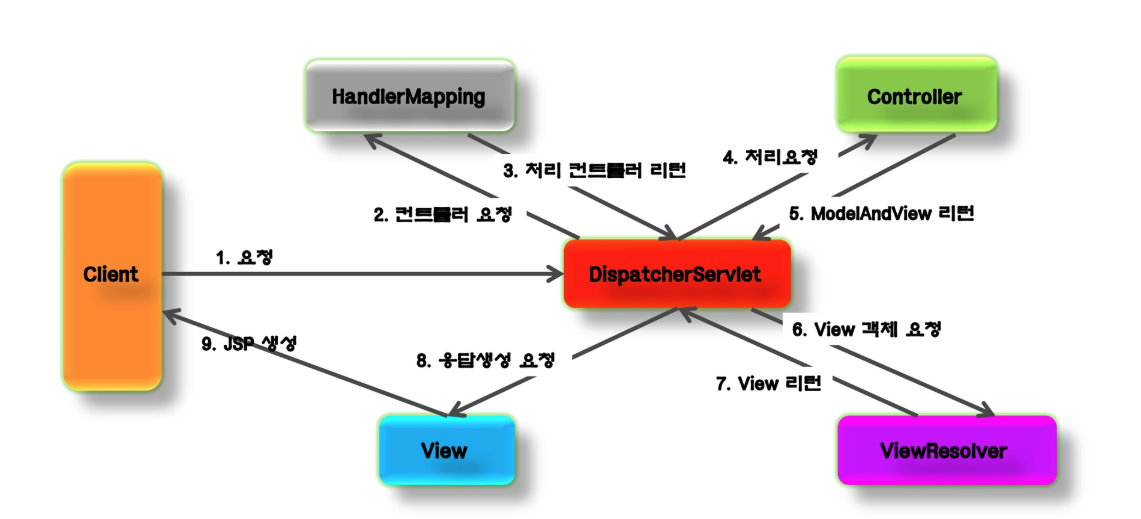 HandlerMapping
Controller
3. 처리 컨트롤러 리턴
4. 처리요청
2. 컨트롤러 요청
5. ModelAndView 리턴
1. 요청
Client
DispatcherServlet
6. View 객체 요청
9. JSP 생성
8. 응답생성 요청
7. View 리턴
View
ViewResolver